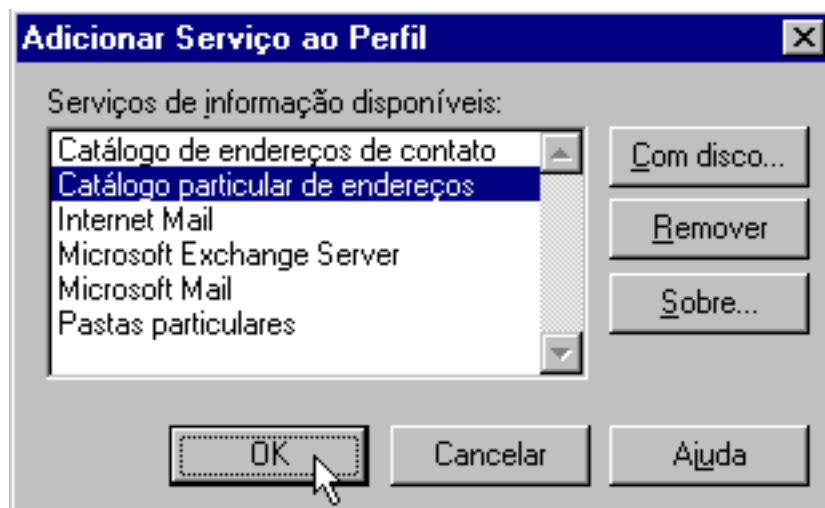 Adicionar Serviço ao Perfil
Serviços de informação disponíveis:
Catálogo de endereços de contato
Catálogo particular de endereços
Internet Mail
Microsoft Exchange Server
Microsoft Mail
Pastas particulares
Com disco...
Remover
Sobre...
OK
Cancelar
Ajuda